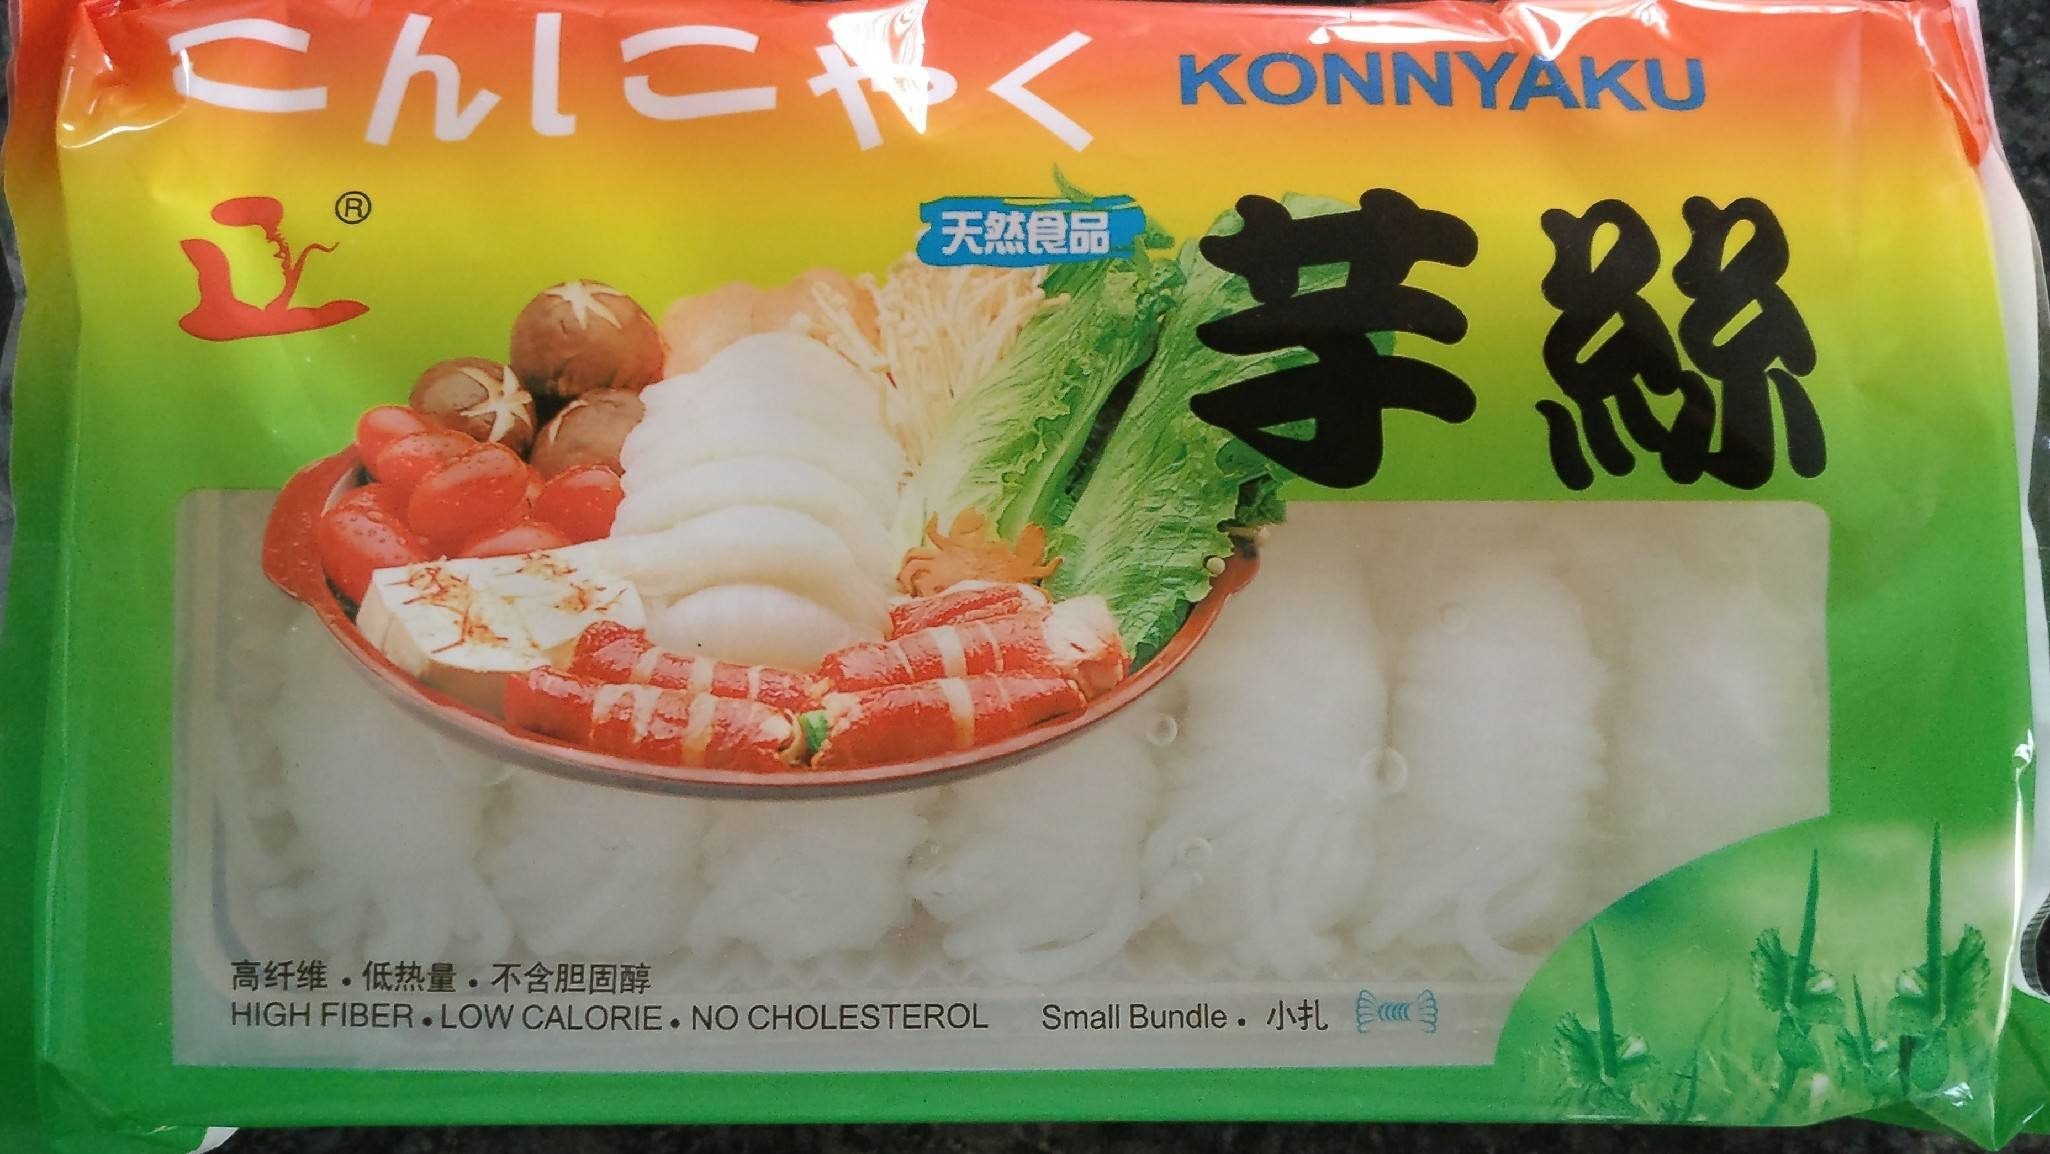 こんにゃく KONNYAKU
正®
天然食品
芋絲
高纤维 • 低热量 • 不含胆固醇
HIGH FIBER • LOW CALORIE • NO CHOLESTEROL Small Bundle • 小扎